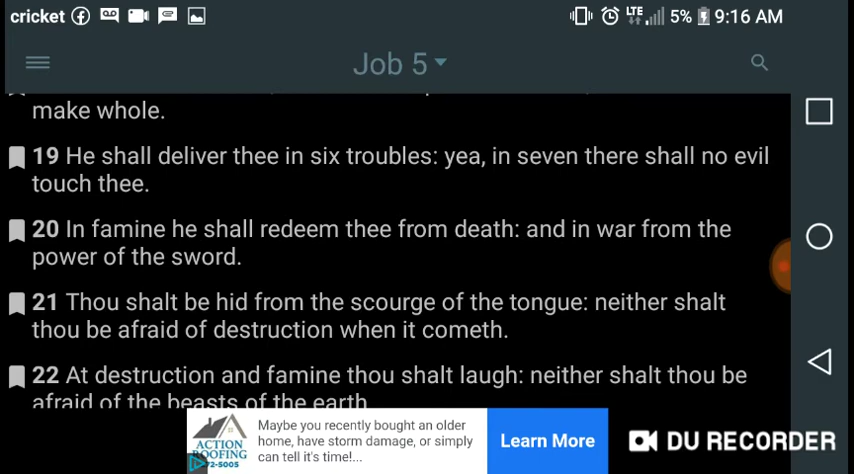 cricket LTE 5% 9:16 AM
Job 5
make whole.
19 He shall deliver thee in six troubles: yea, in seven there shall no evil
touch thee.
20 In famine he shall redeem thee from death: and in war from the
power of the sword.
21 Thou shalt be hid from the scourge of the tongue: neither shalt
thou be afraid of destruction when it cometh.
22 At destruction and famine thou shalt laugh: neither shalt thou be
afraid of the beasts of the earth
ACTION
ROOFING
72-5005
Maybe you recently bought an older
home, have storm damage, or simply
can tell it's time!...
Learn More
DU RECORDER